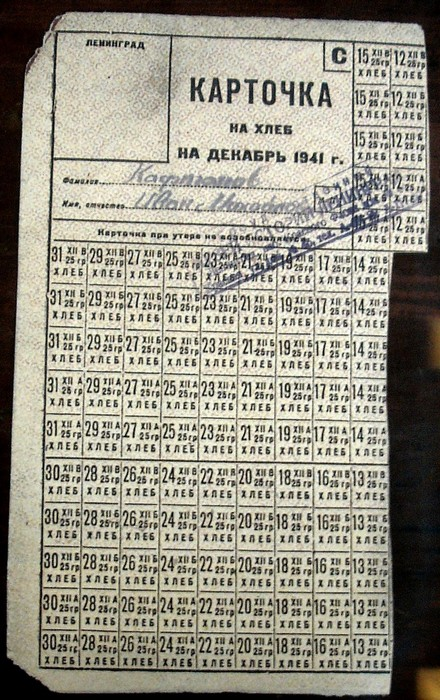 ЛЕНИНГРАД
С
КАРТОЧКА
НА ХЛЕБ
НА ДЕКАБРЬ 1941 г.
Фамилия
Имя, отчество Иван
Карточка при утере не возобновляется
15 XII В 25 гр 12 XII В 25 гр
ХЛЕБ ХЛЕБ
15 XII Б 25 гр 12 XII Б 25 гр
ХЛЕБ ХЛЕБ
15 XII Б 25 гр 12 XII Б 25 гр
ХЛЕБ ХЛЕБ
12 XII А 25 гр
ХЛЕБ
31 XII В 25 гр 29 XII В 25 гр 27 XII В 25 гр 25 XII В 25 гр 23 XII В 25 гр 21 XII В 25 гр 19 XII В 25 гр 17 XII В 25 гр 14 XII В 25 гр
ХЛЕБ ХЛЕБ ХЛЕБ ХЛЕБ ХЛЕБ ХЛЕБ ХЛЕБ ХЛЕБ ХЛЕБ
31 XII Б 25 гр 29 XII Б 25 гр 27 XII Б 25 гр 25 XII Б 25 гр 23 XII Б 25 гр 21 XII Б 25 гр 19 XII Б 25 гр 17 XII Б 25 гр 14 XII Б 25 гр
ХЛЕБ ХЛЕБ ХЛЕБ ХЛЕБ ХЛЕБ ХЛЕБ ХЛЕБ ХЛЕБ ХЛЕБ
31 XII Б 25 гр 29 XII Б 25 гр 27 XII Б 25 гр 25 XII Б 25 гр 23 XII Б 25 гр 21 XII Б 25 гр 19 XII Б 25 гр 17 XII Б 25 гр 14 XII Б 25 гр
ХЛЕБ ХЛЕБ ХЛЕБ ХЛЕБ ХЛЕБ ХЛЕБ ХЛЕБ ХЛЕБ ХЛЕБ
31 XII А 25 гр 29 XII А 25 гр 27 XII А 25 гр 25 XII А 25 гр 23 XII А 25 гр 21 XII А 25 гр 19 XII А 25 гр 17 XII А 25 гр 14 XII А 25 гр
ХЛЕБ ХЛЕБ ХЛЕБ ХЛЕБ ХЛЕБ ХЛЕБ ХЛЕБ ХЛЕБ ХЛЕБ
31 XII А 25 гр 29 XII А 25 гр 27 XII А 25 гр 25 XII А 25 гр 23 XII А 25 гр 21 XII А 25 гр 19 XII А 25 гр 17 XII А 25 гр 14 XII А 25 гр
ХЛЕБ ХЛЕБ ХЛЕБ ХЛЕБ ХЛЕБ ХЛЕБ ХЛЕБ ХЛЕБ ХЛЕБ
30 XII В 25 гр 28 XII В 25 гр 26 XII В 25 гр 24 XII В 25 гр 22 XII В 25 гр 20 XII В 25 гр 18 XII В 25 гр 16 XII В 25 гр 13 XII В 25 гр
ХЛЕБ ХЛЕБ ХЛЕБ ХЛЕБ ХЛЕБ ХЛЕБ ХЛЕБ ХЛЕБ ХЛЕБ
30 XII Б 25 гр 28 XII Б 25 гр 26 XII Б 25 гр 24 XII Б 25 гр 22 XII Б 25 гр 20 XII Б 25 гр 18 XII Б 25 гр 16 XII Б 25 гр 13 XII Б 25 гр
ХЛЕБ ХЛЕБ ХЛЕБ ХЛЕБ ХЛЕБ ХЛЕБ ХЛЕБ ХЛЕБ ХЛЕБ
30 XII Б 25 гр 28 XII Б 25 гр 26 XII Б 25 гр 24 XII Б 25 гр 22 XII Б 25 гр 20 XII Б 25 гр 18 XII Б 25 гр 16 XII Б 25 гр 13 XII Б 25 гр
ХЛЕБ ХЛЕБ ХЛЕБ ХЛЕБ ХЛЕБ ХЛЕБ ХЛЕБ ХЛЕБ ХЛЕБ
30 XII А 25 гр 28 XII А 25 гр 26 XII А 25 гр 24 XII А 25 гр 22 XII А 25 гр 20 XII А 25 гр 18 XII А 25 гр 16 XII А 25 гр 13 XII А 25 гр
ХЛЕБ ХЛЕБ ХЛЕБ ХЛЕБ ХЛЕБ ХЛЕБ ХЛЕБ ХЛЕБ ХЛЕБ
30 XII А 25 гр 28 XII А 25 гр 26 XII А 25 гр 24 XII А 25 гр 22 XII А 25 гр 20 XII А 25 гр 18 XII А 25 гр 16 XII А 25 гр 13 XII А 25 гр
ХЛЕБ ХЛЕБ ХЛЕБ ХЛЕБ ХЛЕБ ХЛЕБ ХЛЕБ ХЛЕБ ХЛЕБ